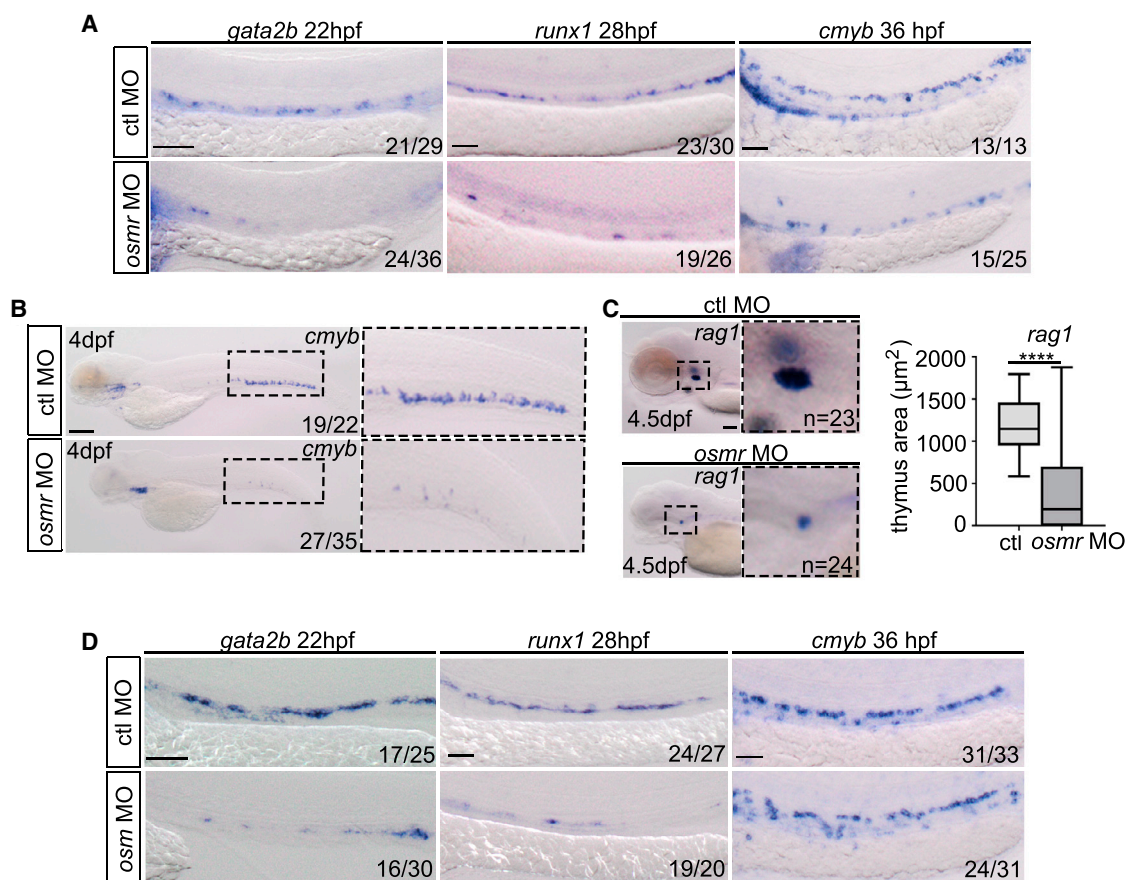 A
gata2b 22hpf
runx1 28hpf
cmyb 36 hpf
ctl MO
21/29
23/30
13/13
osmr MO
24/36
19/26
15/25
B
ctl MO
4dpf
cmyb
19/22
osmr MO
4dpf
cmyb
27/35
C
ctl MO
rag1
4.5dpf
n=23
osmr MO
rag1
4.5dpf
n=24
rag1
thymus area (µm²)
2000
1500
1000
500
0
****
ctl
osmr MO
D
gata2b 22hpf
runx1 28hpf
cmyb 36 hpf
ctl MO
17/25
24/27
31/33
osm MO
16/30
19/20
24/31